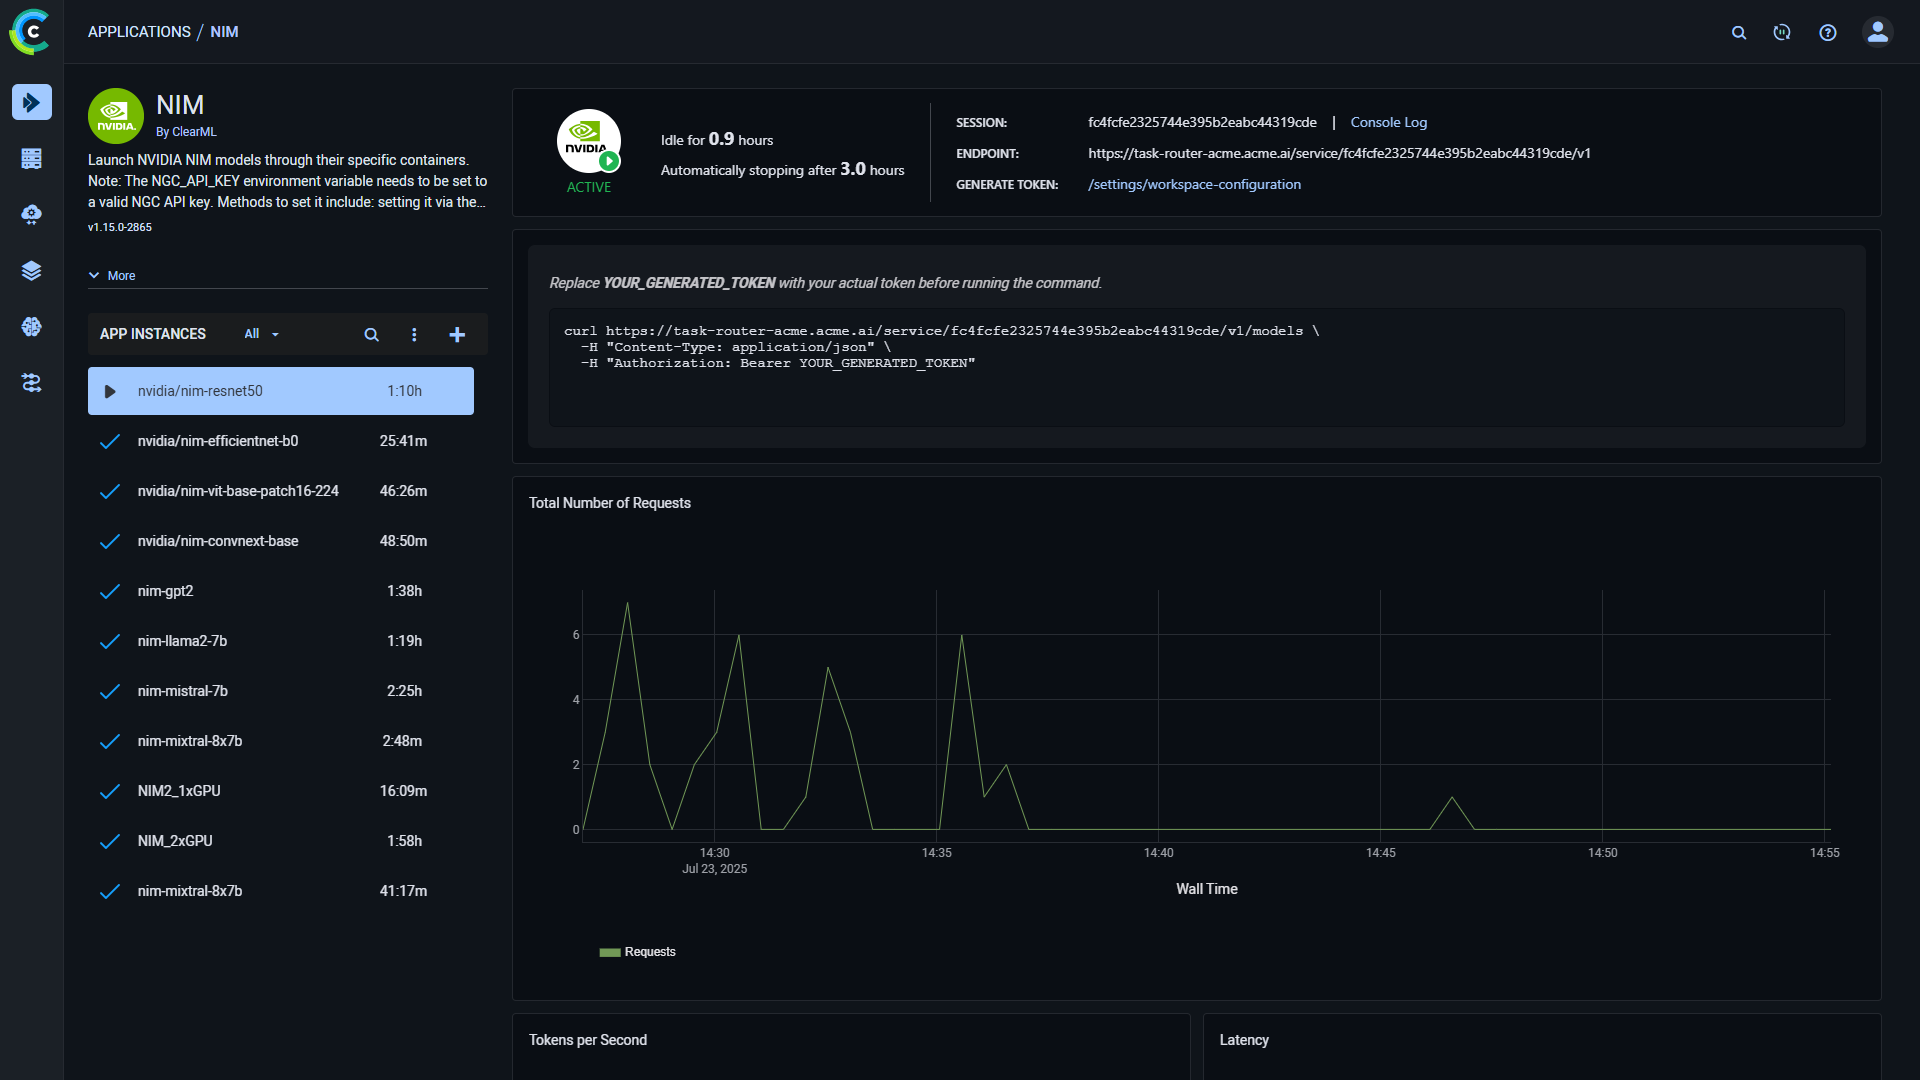 APPLICATIONS / NIM
NVIDIA.
NIM
By ClearML
Launch NVIDIA NIM models through their specific containers.
Note: The NGC_API_KEY environment variable needs to be set to
a valid NGC API key. Methods to set it include: setting it via the...
v1.15.0-2865
More
APP INSTANCES All
nvidia/nim-resnet50 1:10h
nvidia/nim-efficientnet-b0 25:41m
nvidia/nim-vit-base-patch16-224 46:26m
nvidia/nim-convnext-base 48:50m
nim-gpt2 1:38h
nim-llama2-7b 1:19h
nim-mistral-7b 2:25h
nim-mixtral-8x7b 2:48m
NIM2_1xGPU 16:09m
NIM_2xGPU 1:58h
nim-mixtral-8x7b 41:17m
NVIDIA.
ACTIVE
Idle for 0.9 hours
Automatically stopping after 3.0 hours
SESSION: fc4fcfe2325744e395b2eabc44319cde | Console Log
ENDPOINT: https://task-router-acme.acme.ai/service/fc4fcfe2325744e395b2eabc44319cde/v1
GENERATE TOKEN: /settings/workspace-configuration
Replace YOUR_GENERATED_TOKEN with your actual token before running the command.
curl https://task-router-acme.acme.ai/service/fc4fcfe2325744e395b2eabc44319cde/v1/models \
-H "Content-Type: application/json" \
-H "Authorization: Bearer YOUR_GENERATED_TOKEN"
Total Number of Requests
6
4
2
0
14:30 14:35 14:40 14:45 14:50 14:55
Jul 23, 2025
Wall Time
Requests
Tokens per Second
Latency